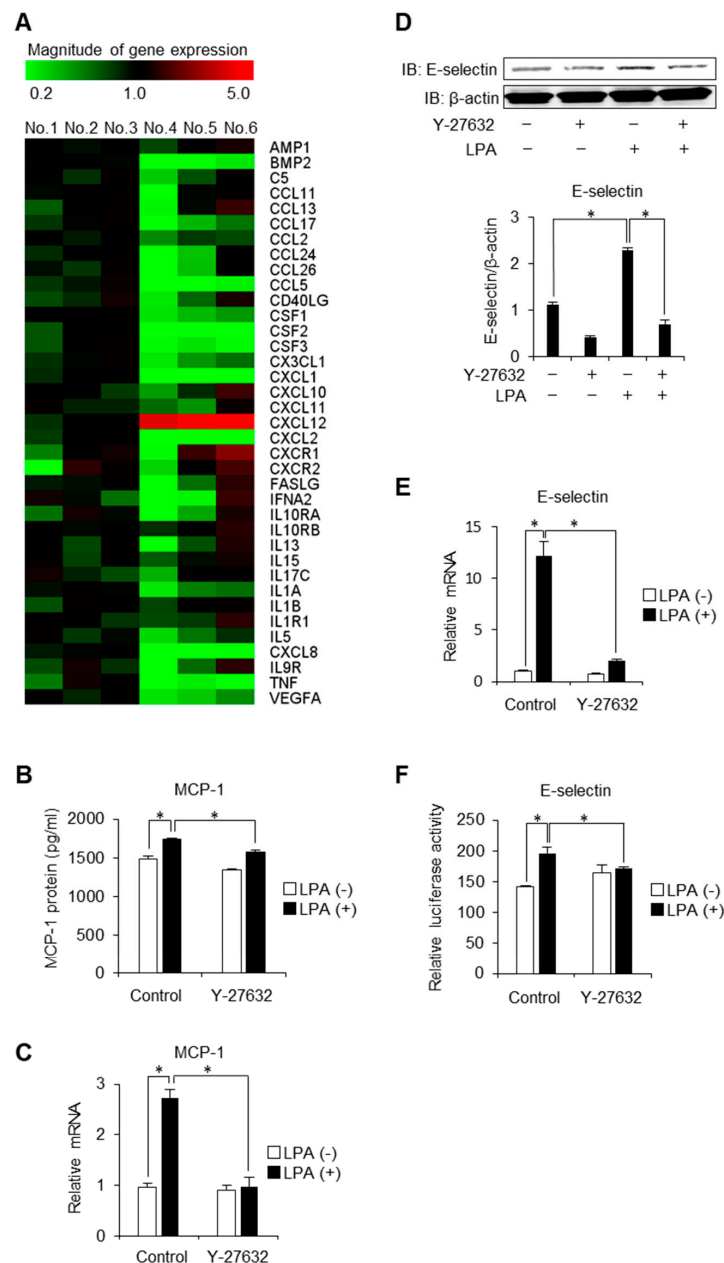 A
Magnitude of gene expression
0.2 1.0 5.0
No.1 No.2 No.3 No.4 No.5 No.6
AMP1
BMP2
C5
CCL11
CCL13
CCL17
CCL2
CCL24
CCL26
CCL5
CD40LG
CSF1
CSF2
CSF3
CX3CL1
CXCL1
CXCL10
CXCL11
CXCL12
CXCL2
CXCR1
CXCR2
FASLG
IFNA2
IL10RA
IL10RB
IL13
IL15
IL17C
IL1A
IL1B
IL1R1
IL5
CXCL8
IL9R
TNF
VEGFA
B
MCP-1
MCP-1 protein (pg/ml)
2000
1500
1000
500
0
* *
Control Y-27632
LPA (-)
LPA (+)
C
MCP-1
Relative mRNA
3
2
1
0
* *
Control Y-27632
LPA (-)
LPA (+)
D
IB: E-selectin
IB: β-actin
Y-27632 − + − +
LPA − − + +
E-selectin
E-selectin/β-actin
3
2
1
0
* *
Y-27632 − + − +
LPA − − + +
E
E-selectin
Relative mRNA
15
10
5
0
* *
Control Y-27632
LPA (-)
LPA (+)
F
E-selectin
Relative luciferase activity
250
200
150
100
50
0
* *
Control Y-27632
LPA (-)
LPA (+)